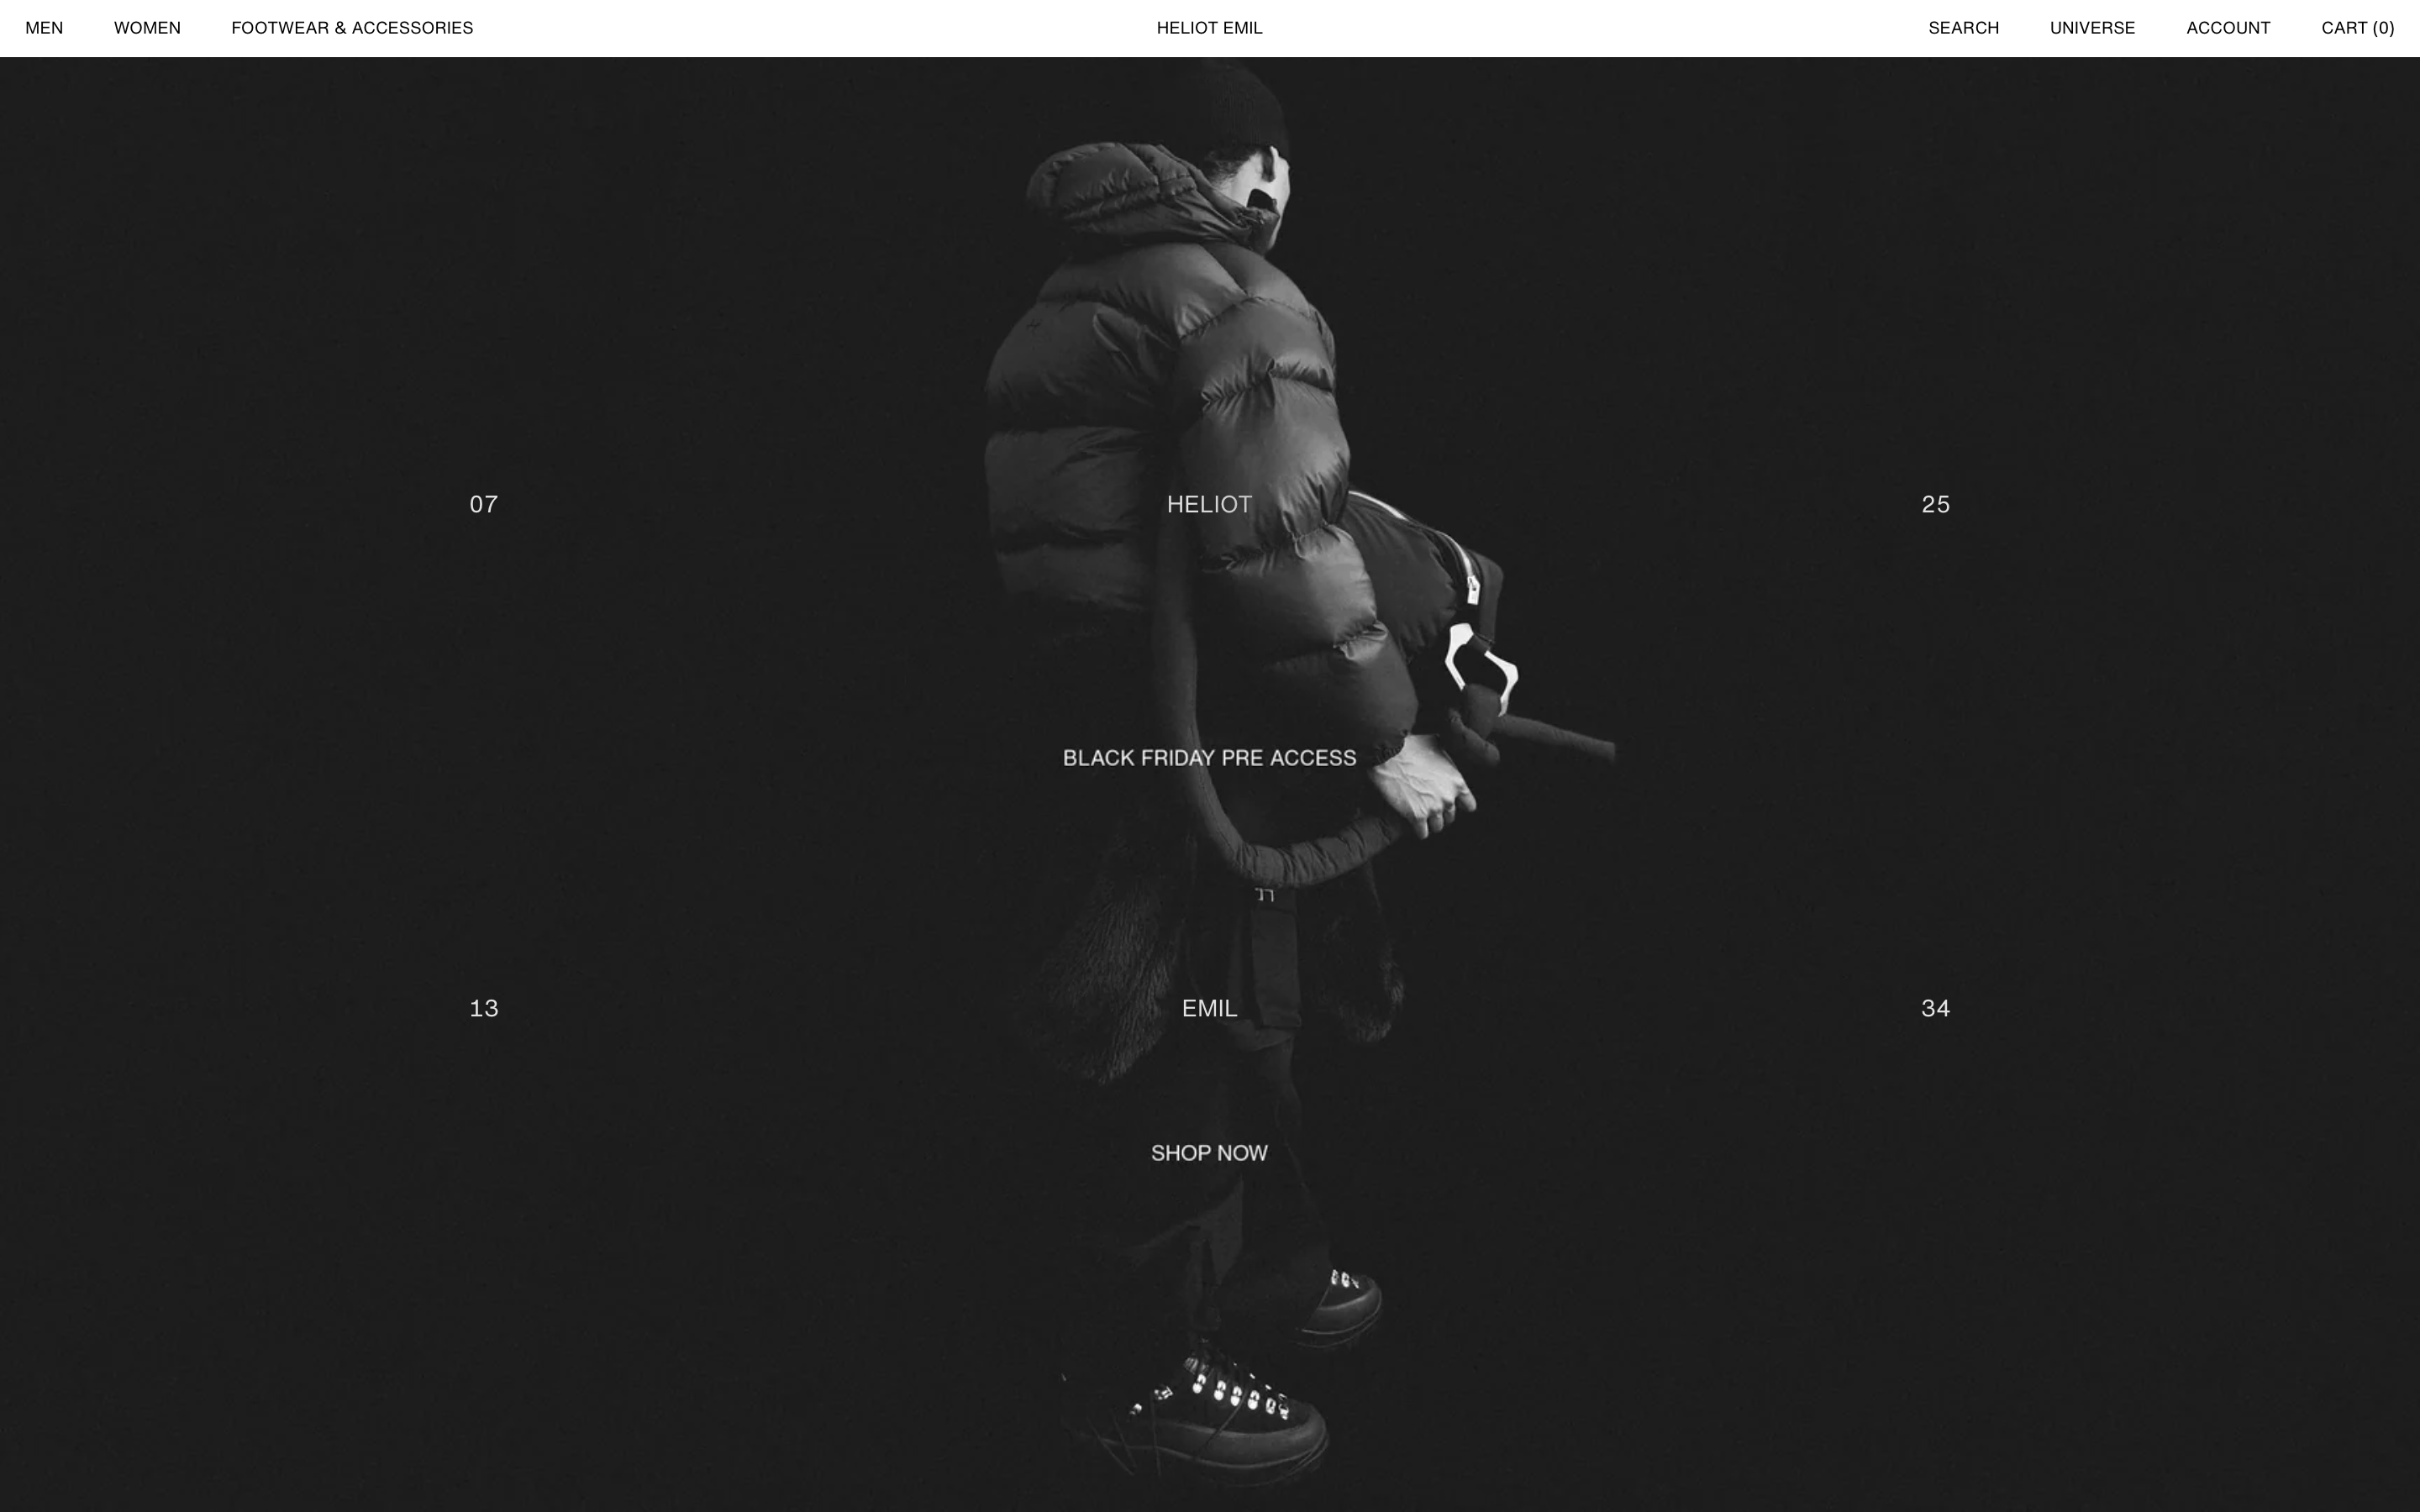 MEN WOMEN FOOTWEAR & ACCESSORIES HELIOT EMIL SEARCH UNIVERSE ACCOUNT CART (0)
07 HELIOT 25
BLACK FRIDAY PRE ACCESS
13 EMIL 34
SHOP NOW